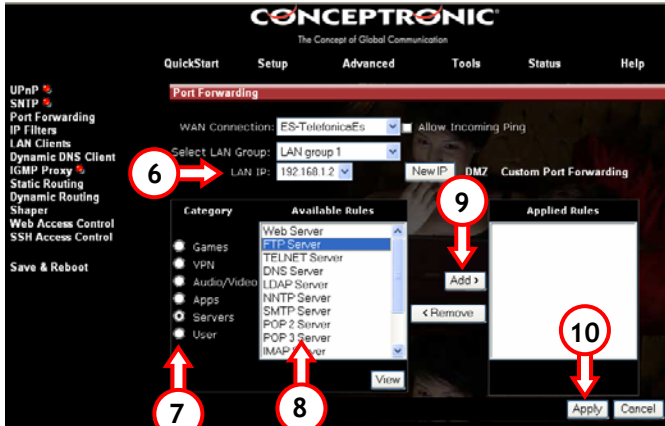 CONCEPTRONIC
The Concept of Global Communication
QuickStart Setup Advanced Tools Status Help
UPnP
SNTP
Port Forwarding
IP Filters
LAN Clients
Dynamic DNS Client
IGMP Proxy
Static Routing
Dynamic Routing
Shaper
Web Access Control
SSH Access Control
Save & Reboot
Port Forwarding
WAN Connection: ES-TelefonicaEs Allow Incoming Ping
Select LAN Group: LAN group 1
6 LAN IP: 192.168.1.2 New IP DMZ Custom Port Forwarding
Category Available Rules 9 Applied Rules
Games
VPN
Audio/Video
Apps
Servers
User
Web Server
FTP Server
TELNET Server
DNS Server
LDAP Server
NNTP Server
SMTP Server
POP 2 Server
POP 3 Server
IMAP Server
Add >
< Remove
View
7
8
10
Apply Cancel